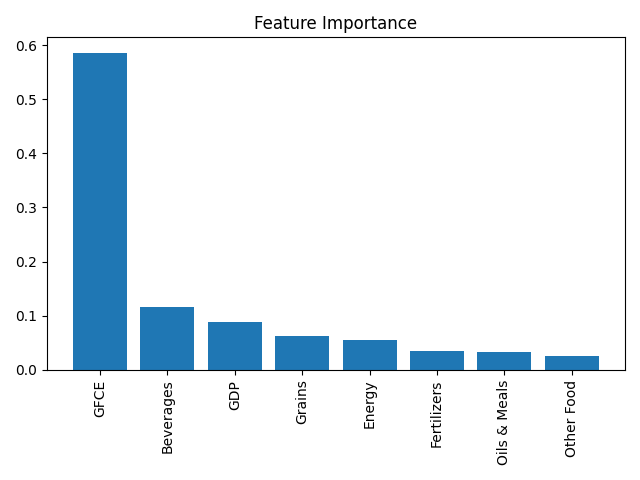 Feature Importance
0.6
0.5
0.4
0.3
0.2
0.1
0.0
GFCE
Beverages
GDP
Grains
Energy
Fertilizers
Oils & Meals
Other Food